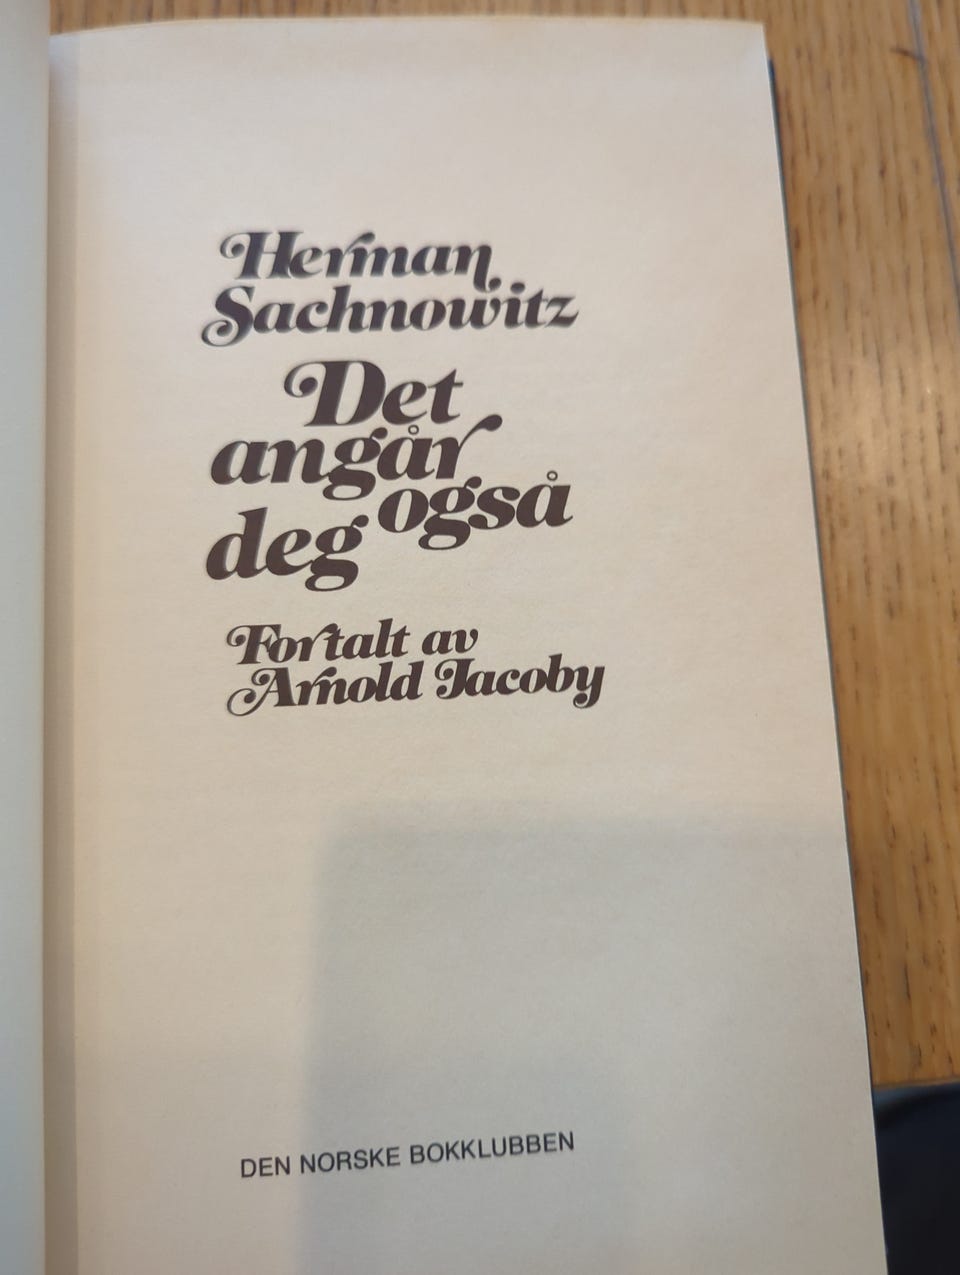 Herman
Sachnowitz
Det
angår
deg også
Fortalt av
Arnold Jacoby
DEN NORSKE BOKKLUBBEN